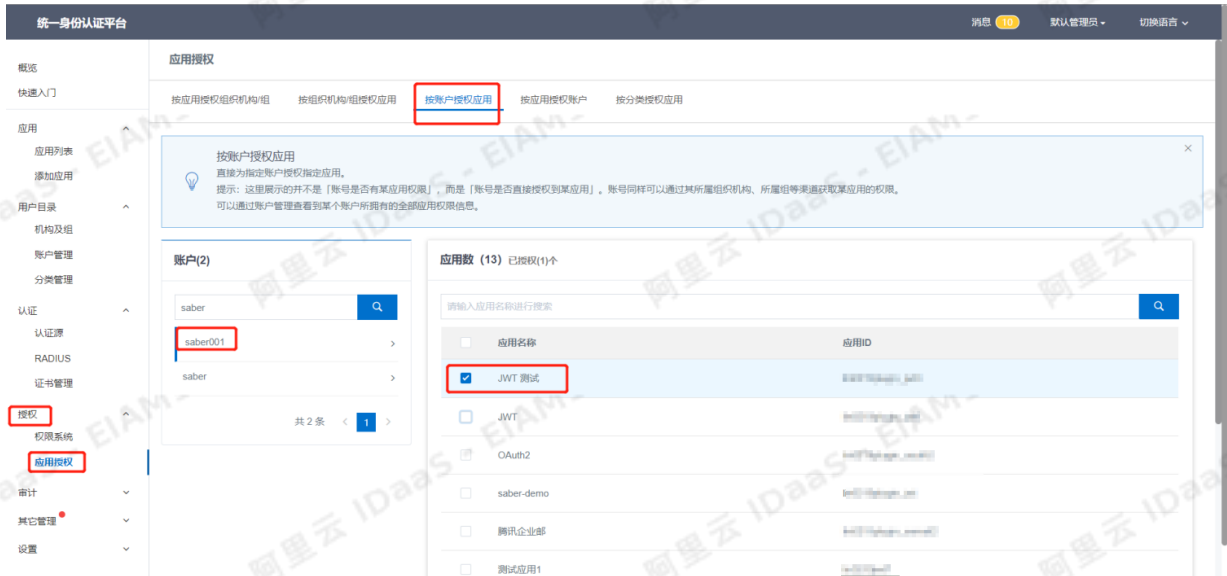 统一身份认证平台
消息 10
默认管理员
切换语言
概览
快速入门
应用
应用列表
添加应用
用户目录
机构及组
账户管理
分类管理
认证
认证源
RADIUS
证书管理
授权
权限系统
应用授权
审计
其它管理
设置
应用授权
按应用授权组织机构/组
按组织机构/组授权应用
按账户授权应用
按应用授权账户
按分类授权应用
按账户授权应用
直接为指定账户授权指定应用。
提示：这里展示的并不是「账号是否有某应用权限」，而是「账号是否直接授权到某应用」。账号同样可以通过其所属组织机构、所属组等渠道获取某应用的权限。
可以通过账户管理查看到某个账户所拥有的全部应用权限信息。
账户(2)
saber
saber001
saber
共 2 条
1
应用数（13）已授权(1)个
请输入应用名称进行搜索
应用名称
应用ID
JWT 测试
JWT
OAuth2
saber-demo
腾讯企业邮
测试应用1
阿里云 IDaaS - EIAM